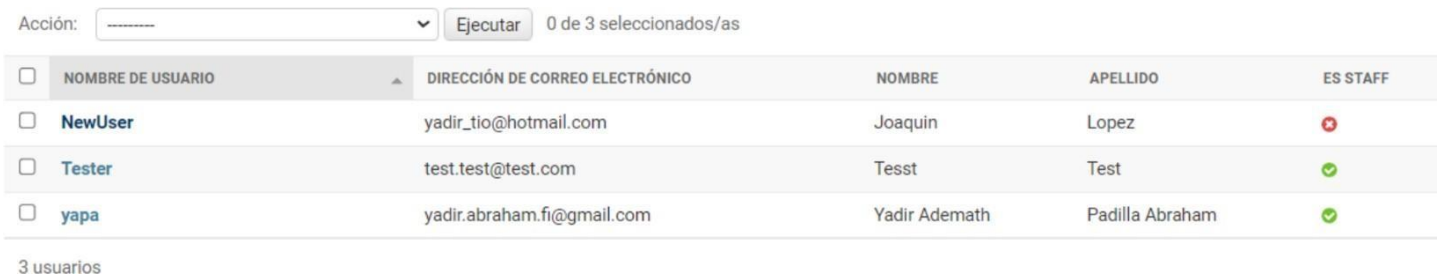 Acción: --------- Ejecutar 0 de 3 seleccionados/as
NOMBRE DE USUARIO DIRECCIÓN DE CORREO ELECTRÓNICO NOMBRE APELLIDO ES STAFF
NewUser yadir_tio@hotmail.com Joaquin Lopez
Tester test.test@test.com Tesst Test
yapa yadir.abraham.fi@gmail.com Yadir Ademath Padilla Abraham
3 usuarios